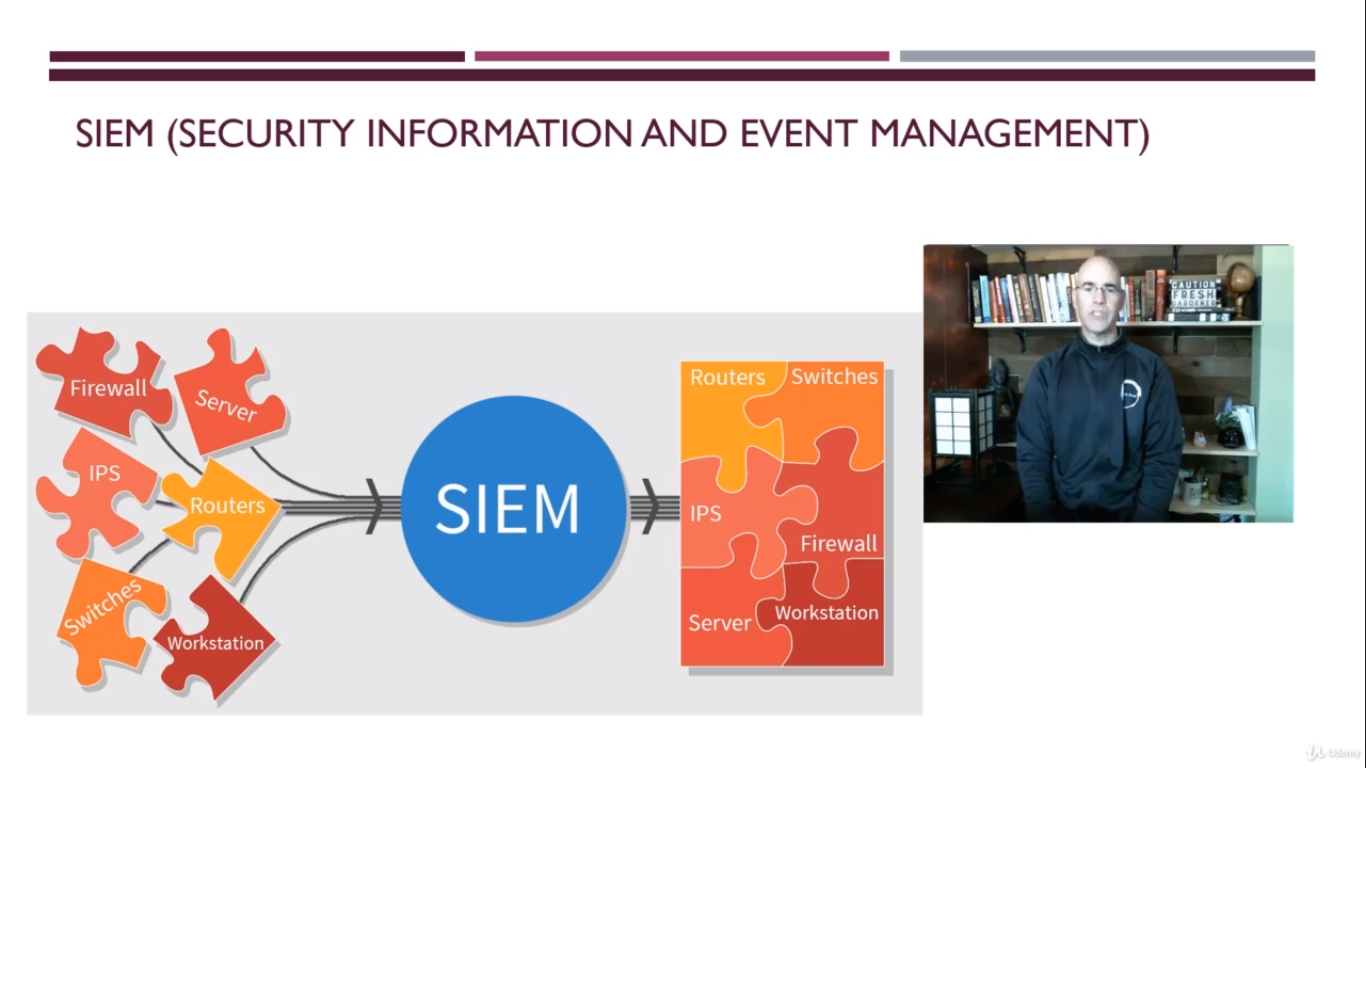 SIEM (SECURITY INFORMATION AND EVENT MANAGEMENT)
Firewall
Server
IPS
Routers
Switches
Workstation
SIEM
Routers
Switches
IPS
Firewall
Server
Workstation
CAUTION
FRESH
GARDENER
Udemy